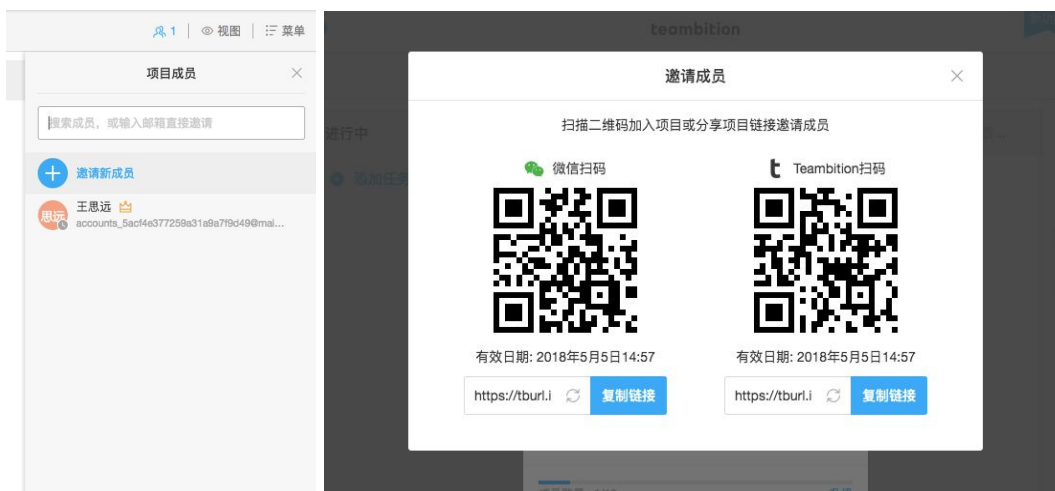 1 视图 菜单
项目成员
搜索成员，或输入邮箱直接邀请
邀请新成员
思远
王思远
accounts_5acf4e377259a31a9a7f9d49@mai...
teambition
进行中
添加任务
邀请成员
扫描二维码加入项目或分享项目链接邀请成员
微信扫码
Teambition扫码
有效日期: 2018年5月5日14:57
有效日期: 2018年5月5日14:57
https://tburl.i 复制链接
https://tburl.i 复制链接